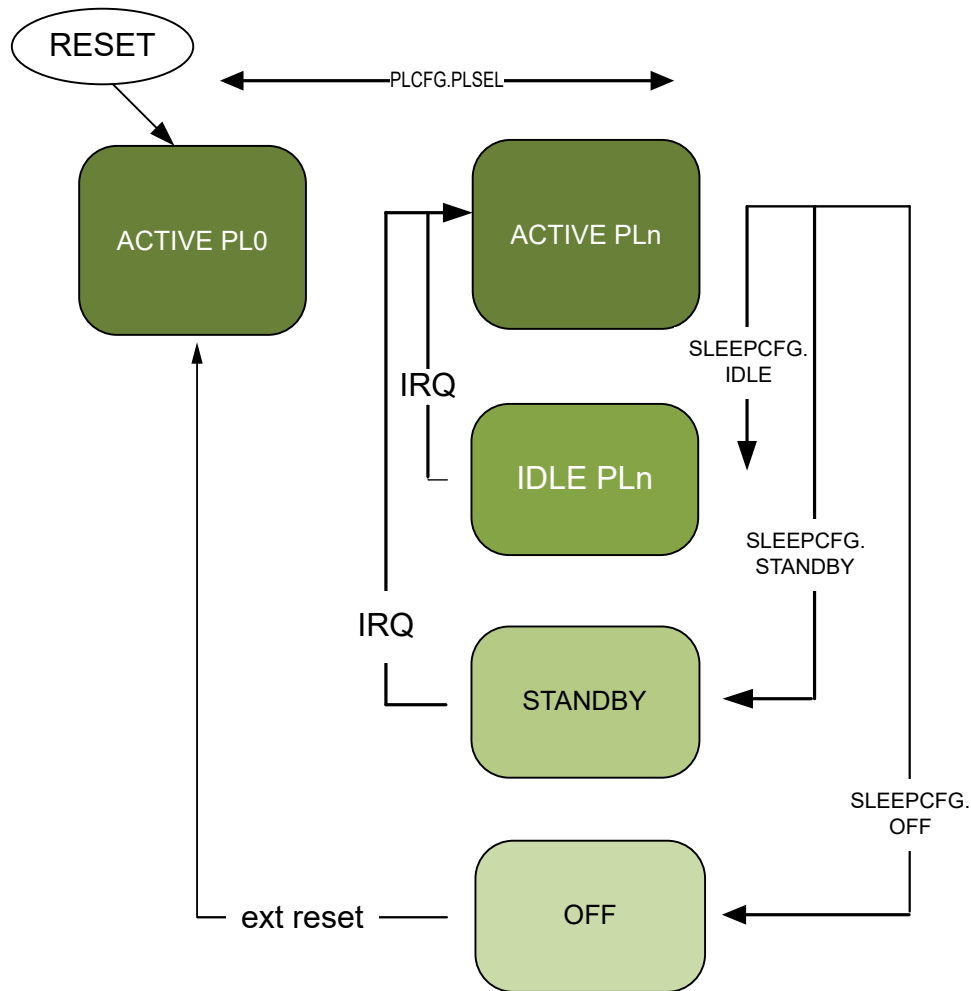 RESET
PLCFG.PLSEL
ACTIVE PL0
ACTIVE PLn
SLEEPCFG.
IDLE
IRQ
IDLE PLn
SLEEPCFG.
STANDBY
IRQ
STANDBY
SLEEPCFG.
OFF
ext reset
OFF